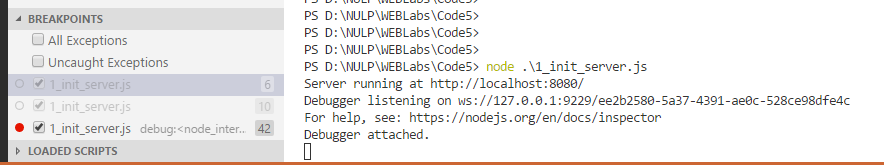 BREAKPOINTS
All Exceptions
Uncaught Exceptions
1_init_server.js 6
1_init_server.js 10
1_init_server.js debug:<node_inter... 42
LOADED SCRIPTS
PS D:\NULP\WEBLabs\Code5>
PS D:\NULP\WEBLabs\Code5>
PS D:\NULP\WEBLabs\Code5>
PS D:\NULP\WEBLabs\Code5>
PS D:\NULP\WEBLabs\Code5> node .\1_init_server.js
Server running at http://localhost:8080/
Debugger listening on ws://127.0.0.1:9229/ee2b2580-5a37-4391-ae0c-528ce98dfe4c
For help, see: https://nodejs.org/en/docs/inspector
Debugger attached.